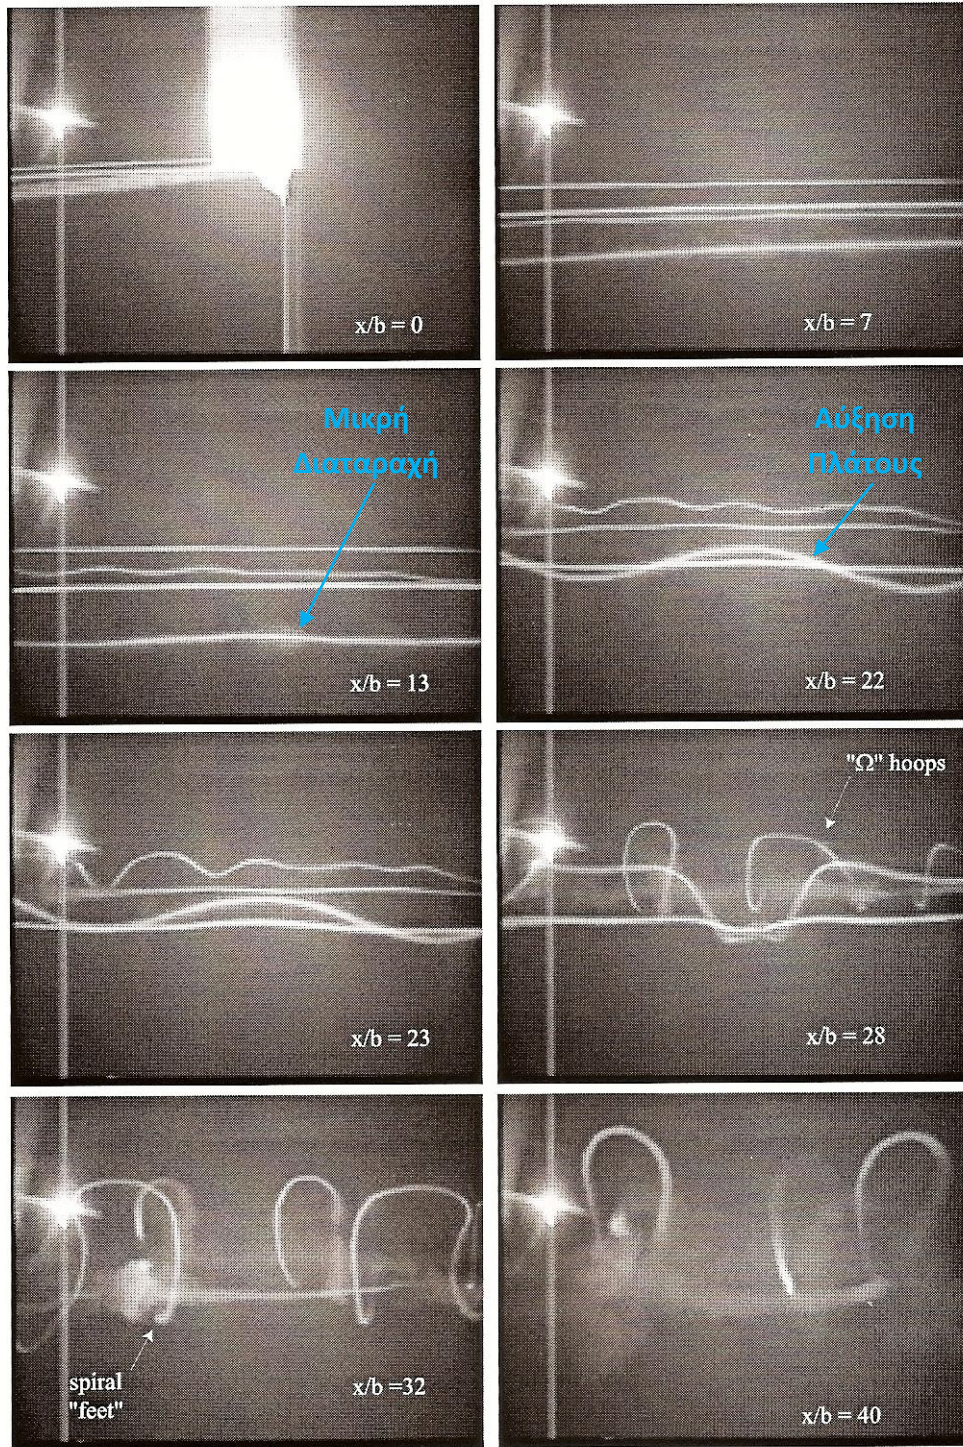 x/b = 0
x/b = 7
Μικρή
Διαταραχή
x/b = 13
Αύξηση
Πλάτους
x/b = 22
x/b = 23
"Ω" hoops
x/b = 28
spiral
"feet"
x/b =32
x/b = 40